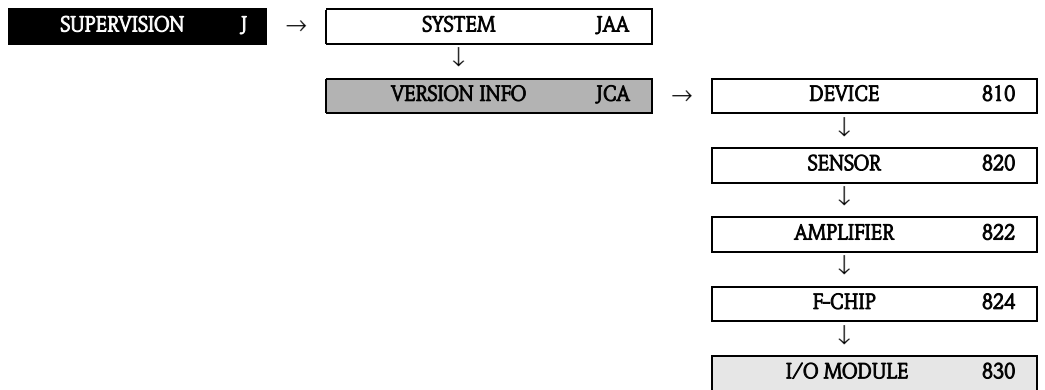 SUPERVISION J → SYSTEM JAA
↓
VERSION INFO JCA → DEVICE 810
↓
SENSOR 820
↓
AMPLIFIER 822
↓
F-CHIP 824
↓
I/O MODULE 830